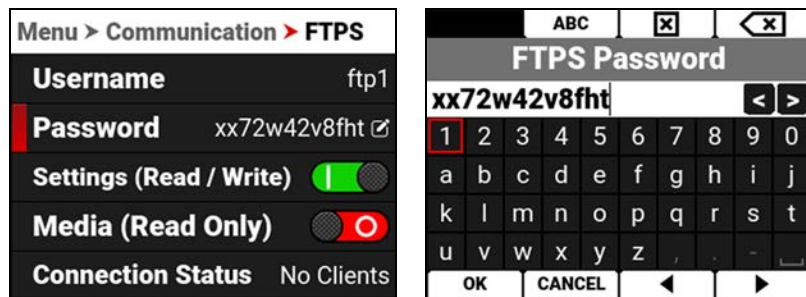 Menu > Communication > FTPS
Username ftp1
Password xx72w42v8fht
Settings (Read / Write)
Media (Read Only)
Connection Status No Clients
ABC
FTPS Password
xx72w42v8fht < >
1 2 3 4 5 6 7 8 9 0
a b c d e f g h i j
k l m n o p q r s t
u v w x y z , . - _
OK CANCEL